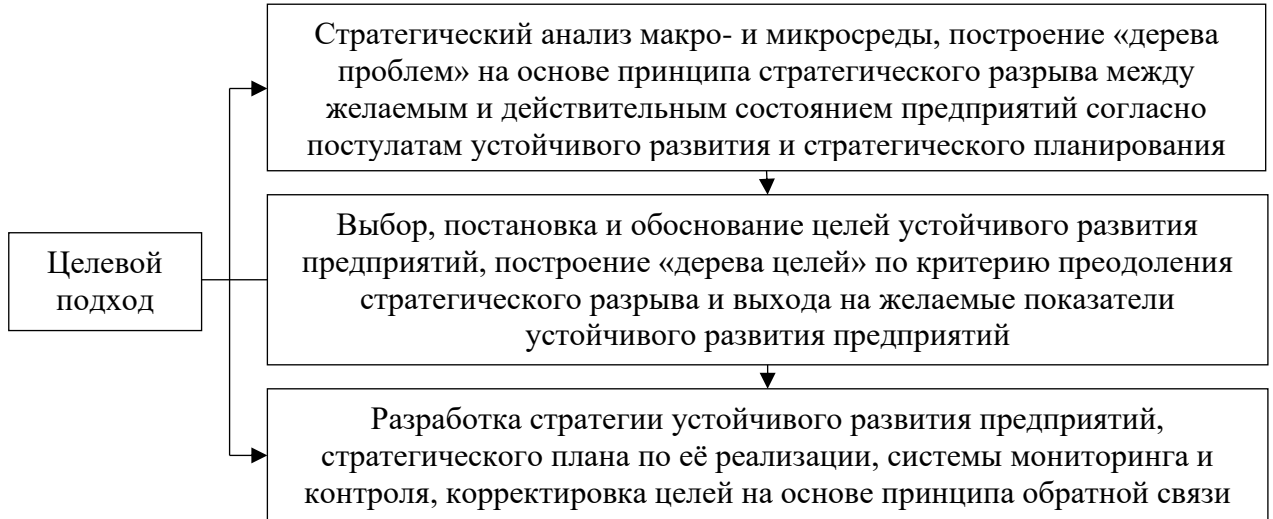 Стратегический анализ макро- и микросреды, построение «дерева
проблем» на основе принципа стратегического разрыва между
желаемым и действительным состоянием предприятий согласно
постулатам устойчивого развития и стратегического планирования
Целевой
подход
Выбор, постановка и обоснование целей устойчивого развития
предприятий, построение «дерева целей» по критерию преодоления
стратегического разрыва и выхода на желаемые показатели
устойчивого развития предприятий
Разработка стратегии устойчивого развития предприятий,
стратегического плана по её реализации, системы мониторинга и
контроля, корректировка целей на основе принципа обратной связи